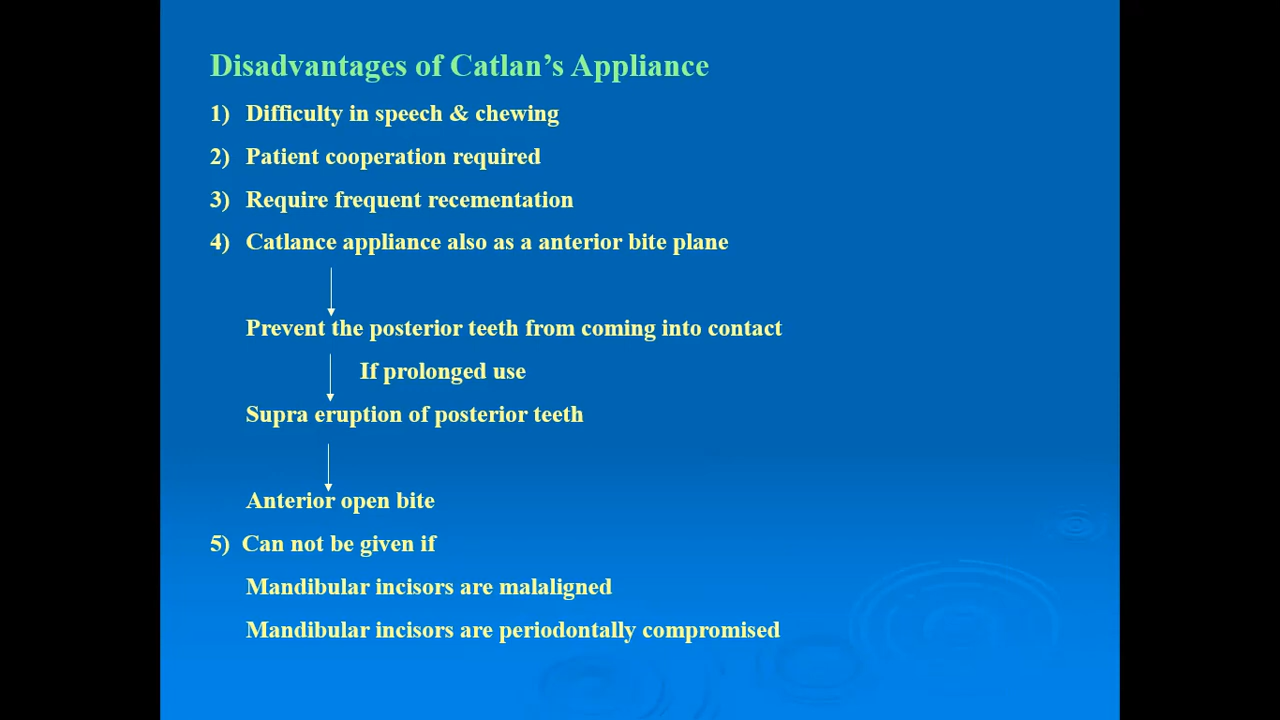 Disadvantages of Catlan’s Appliance
1) Difficulty in speech & chewing
2) Patient cooperation required
3) Require frequent recementation
4) Catlance appliance also as a anterior bite plane
Prevent the posterior teeth from coming into contact
If prolonged use
Supra eruption of posterior teeth
Anterior open bite
5) Can not be given if
Mandibular incisors are malaligned
Mandibular incisors are periodontally compromised